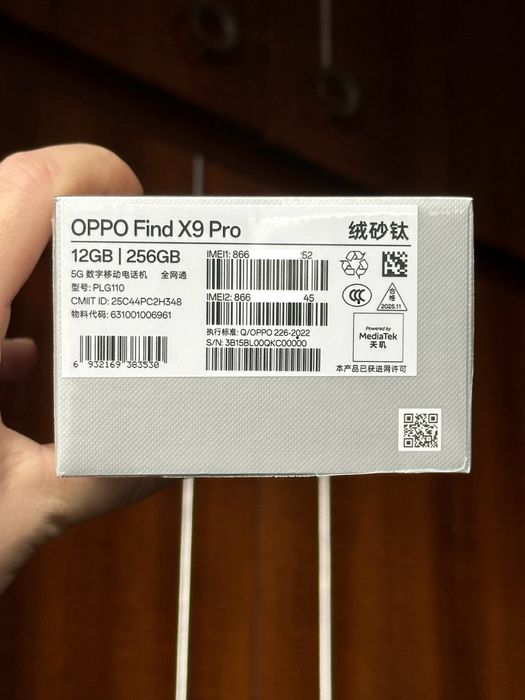 OPPO Find X9 Pro
绒砂钛
12GB | 256GB
5G 数字移动电话机 全网通
型号: PLG110
CMIIT ID: 25C44PC2H348
物料代码: 631001006961
6 932169 383530
IMEI1: 866 52
IMEI2: 866 45
执行标准: Q/OPPO 226-2022
S/N: 3B15BL00QKC00000
CCC
合格
2025.11
Powered by
MediaTek
天玑
本产品已获进网许可